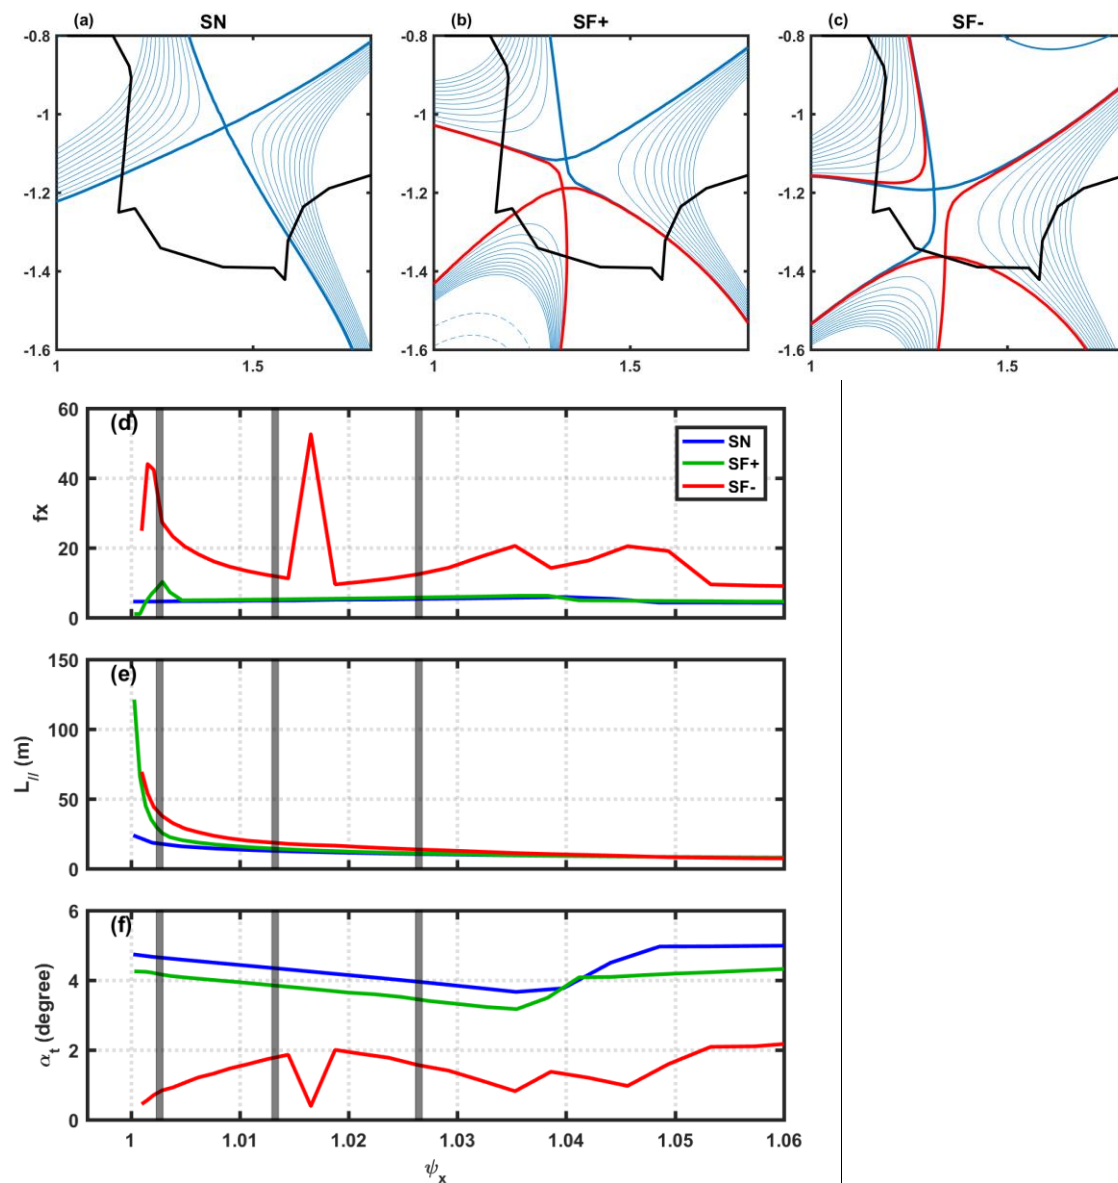 (a) SN
-0.8
-1
-1.2
-1.4
-1.6
1 1.5
(b) SF+
-0.8
-1
-1.2
-1.4
-1.6
1 1.5
(c) SF-
-0.8
-1
-1.2
-1.4
-1.6
1 1.5
(d)
60
40
20
0
fx
SN
SF+
SF-
(e)
150
100
50
0
L// (m)
(f)
6
4
2
0
αt (degree)
1 1.01 1.02 1.03 1.04 1.05 1.06
ψx